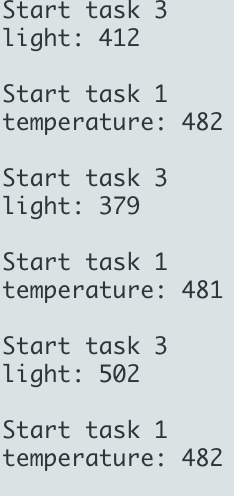 Start task 3
light: 412
Start task 1
temperature: 482
Start task 3
light: 379
Start task 1
temperature: 481
Start task 3
light: 502
Start task 1
temperature: 482